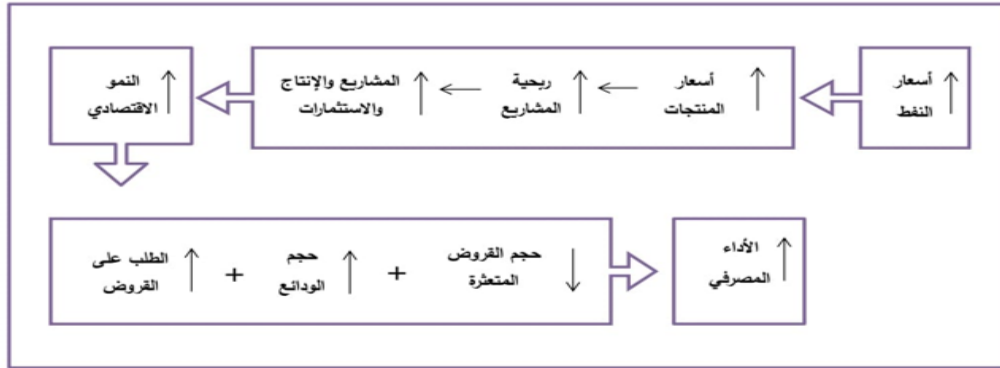 أسعار
النفط
أسعار
المنتجات
ربحية
المشاريع
المشاريع والإنتاج
والاستثمارات
النمو
الاقتصادي
الطلب على
القروض
+
حجم
الودائع
+
حجم القروض
المتعثرة
الأداء
المصرفي